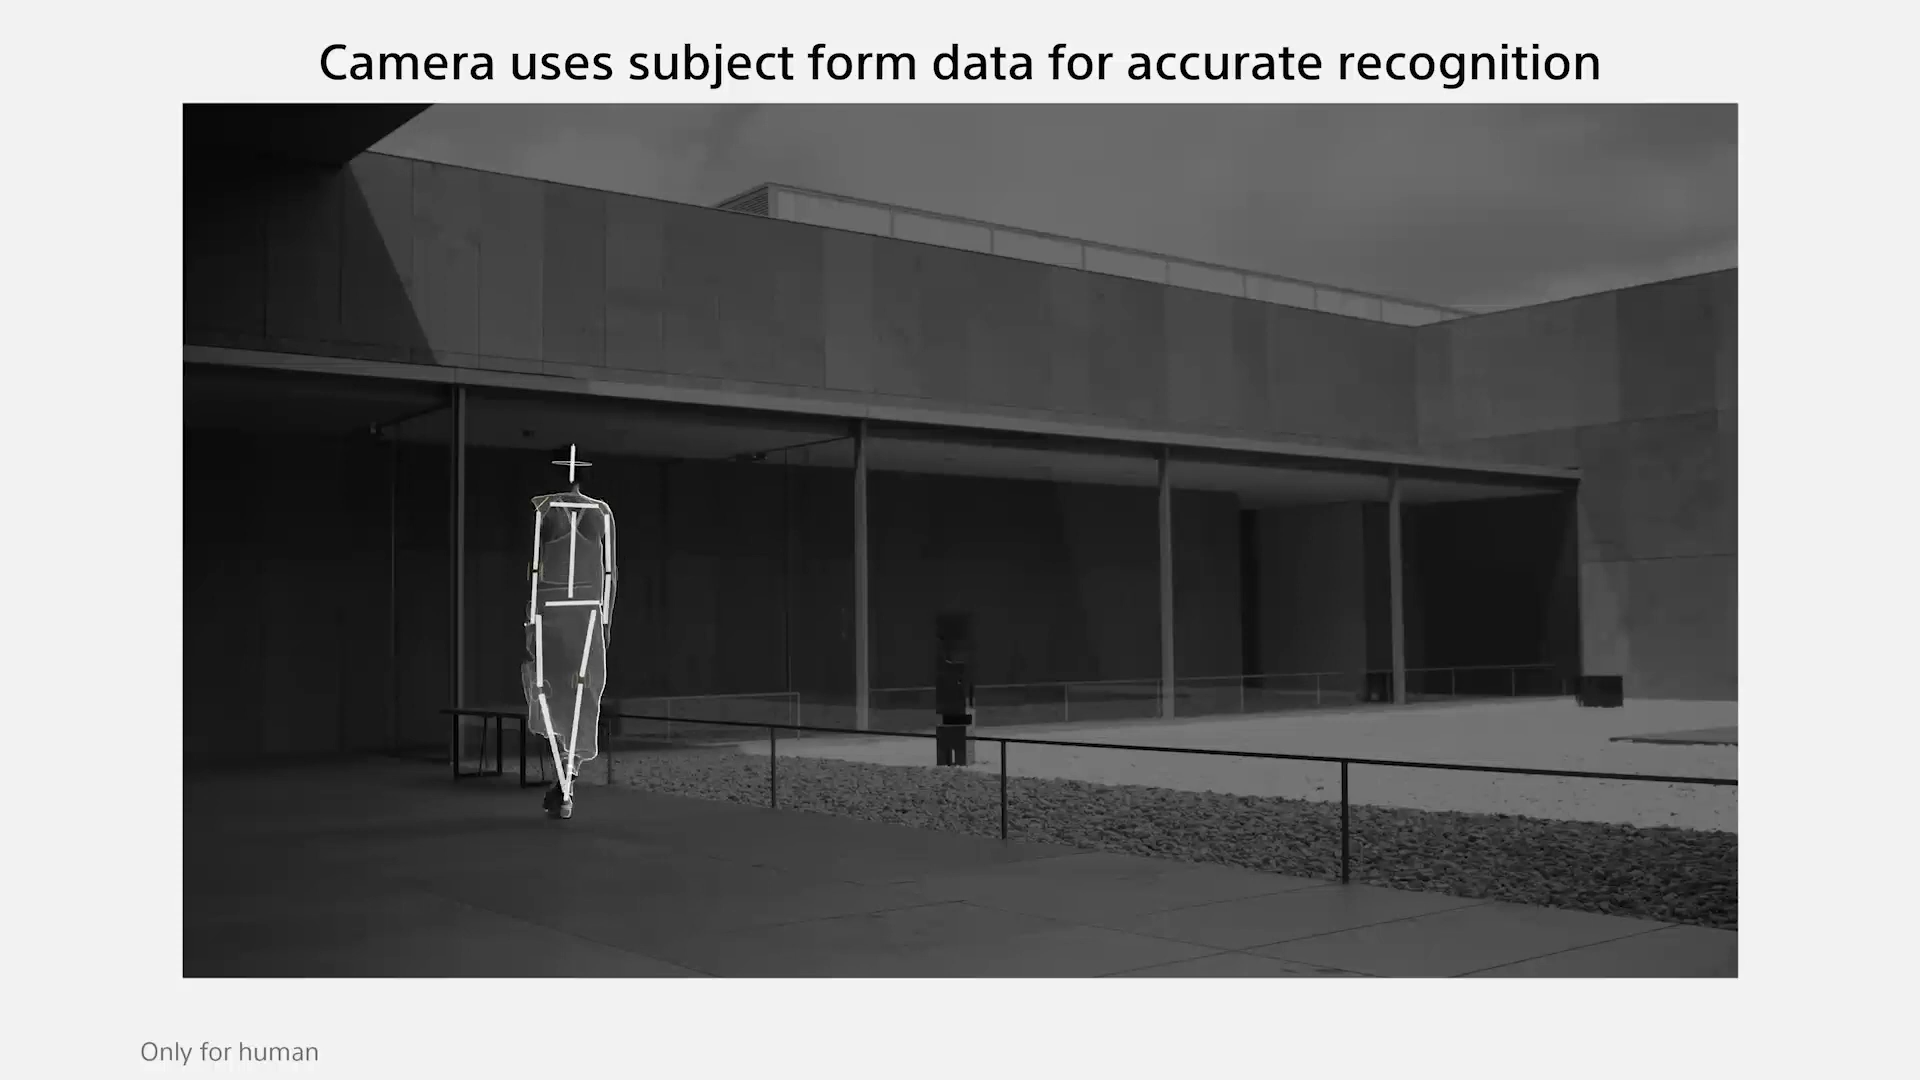 Camera uses subject form data for accurate recognition
Only for human